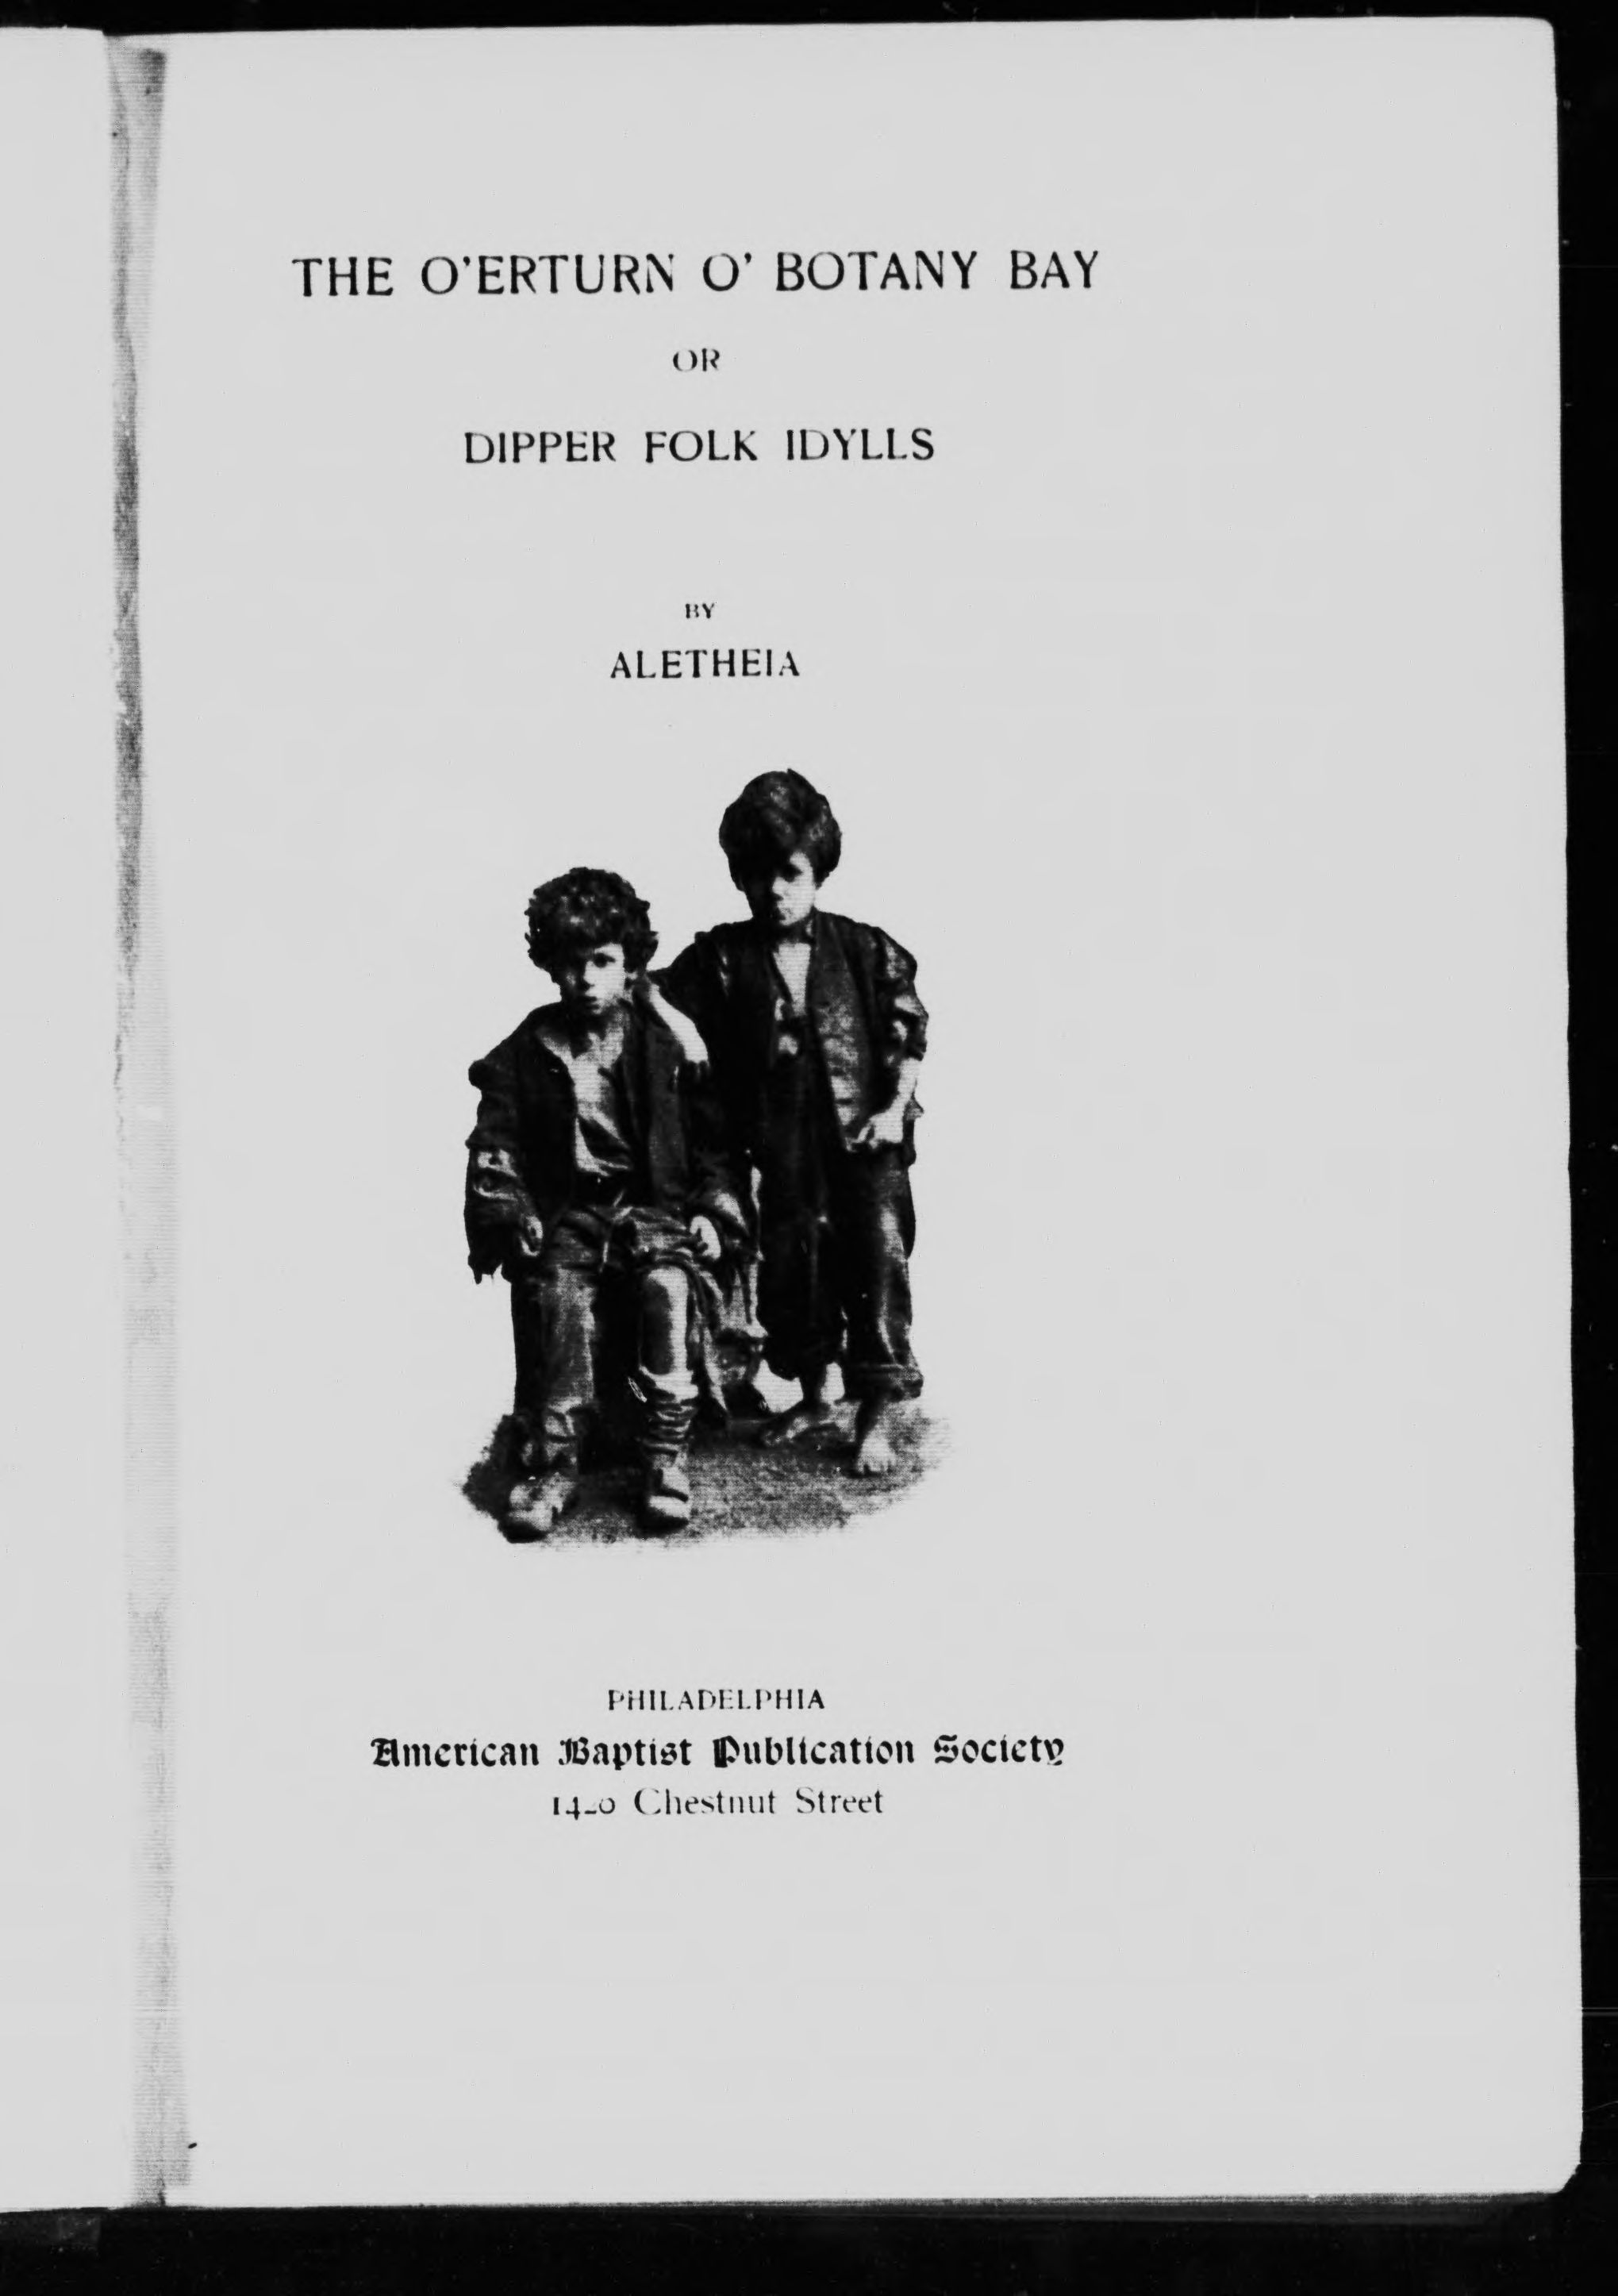 THE O'ERTURN O' BOTANY BAY
OR
DIPPER FOLK IDYLLS
BY
ALETHEIA
PHILADELPHIA
American Baptist Publication Society
Chestnut Street